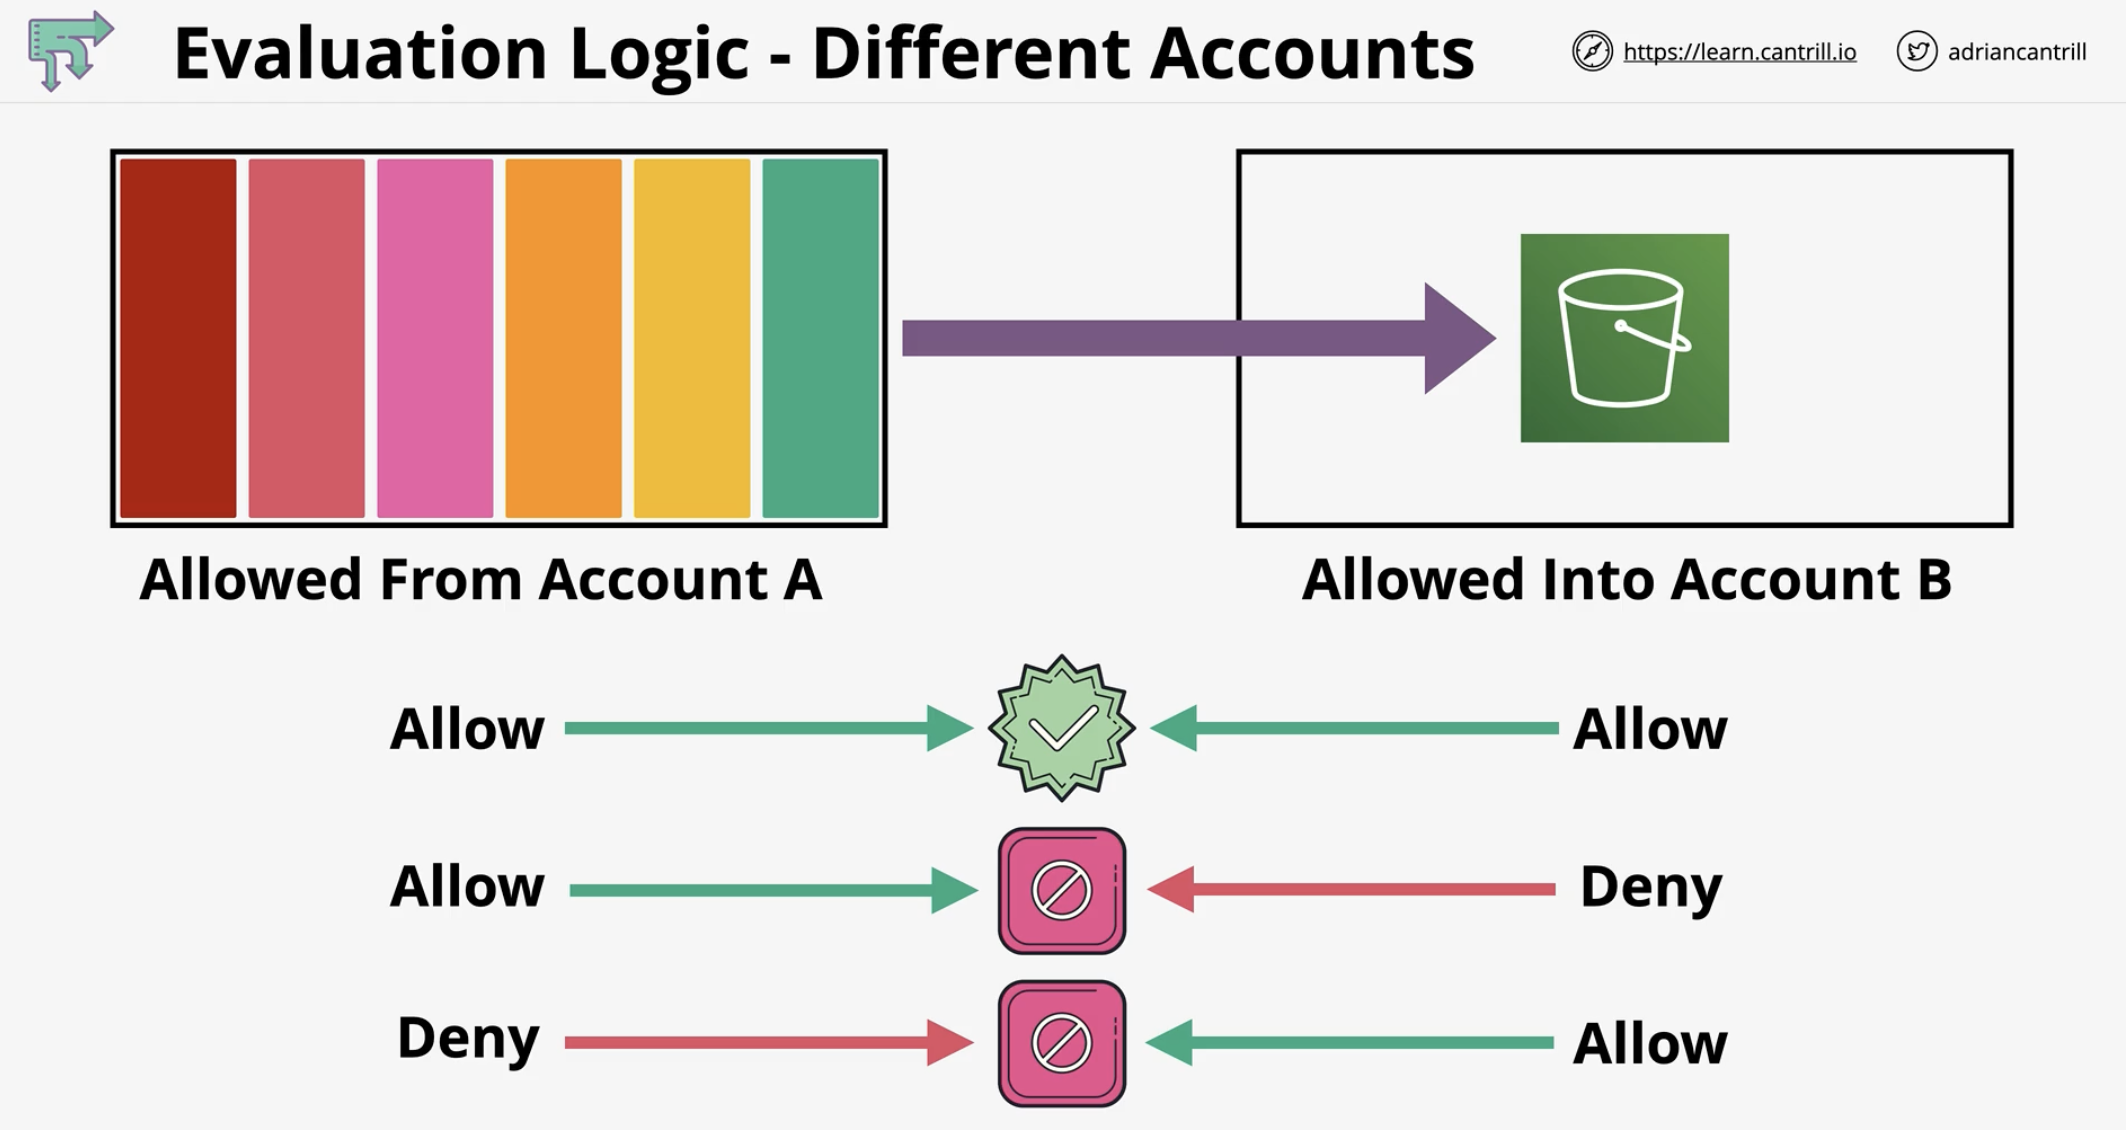 Evaluation Logic - Different Accounts
https://learn.cantrill.io
adriancantrill
Allowed From Account A
Allowed Into Account B
Allow
Allow
Allow
Deny
Deny
Allow